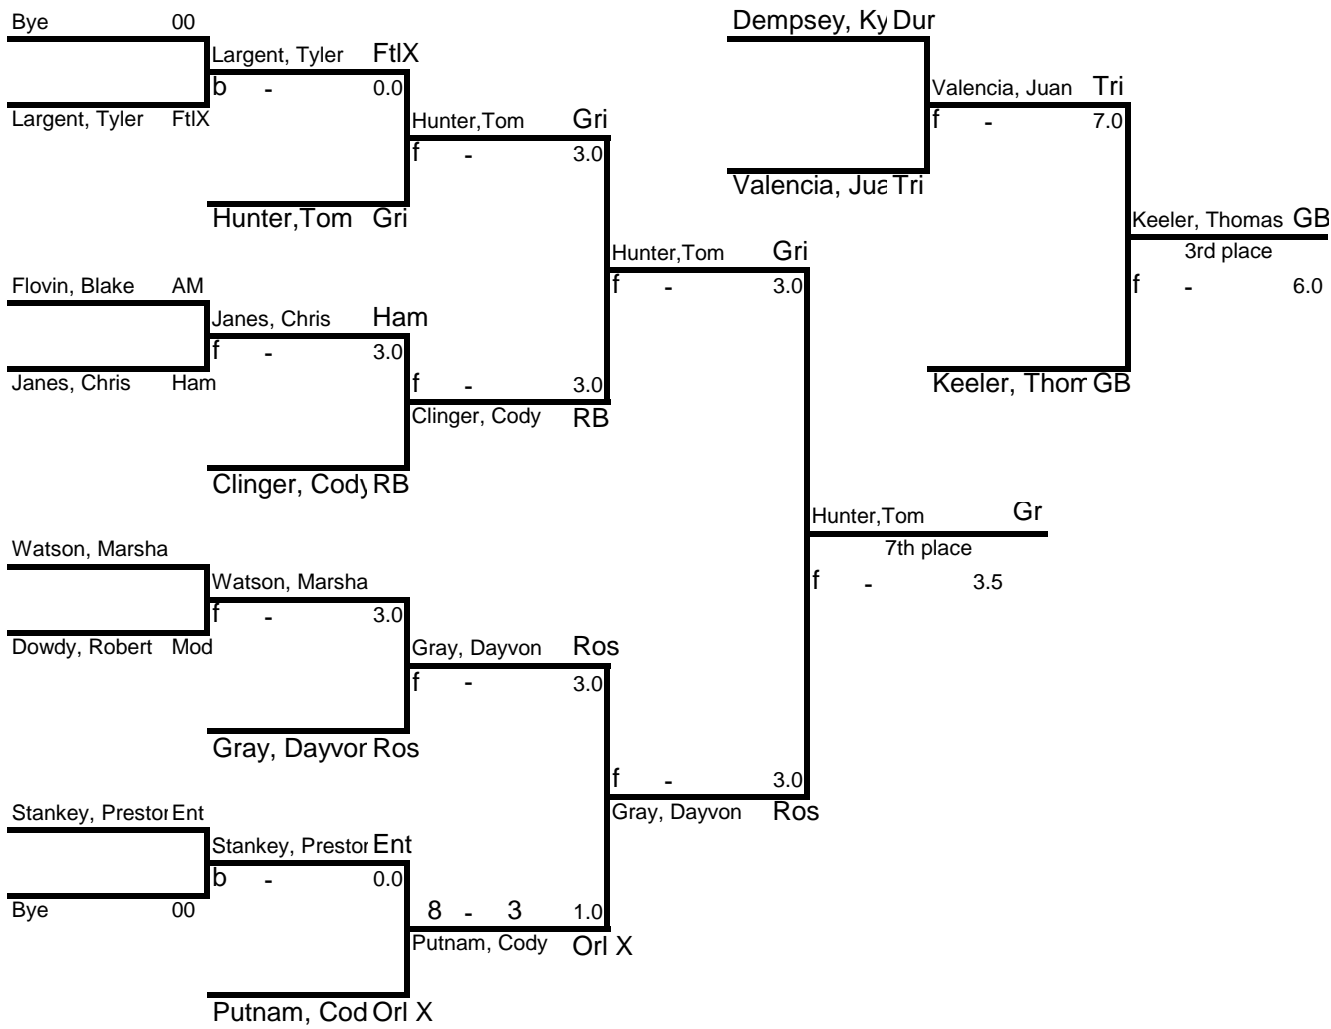 Bye 00
Largent, Tyler FtlX
b - 0.0
Largent, Tyler FtlX
Hunter,Tom Gri
f - 3.0
Hunter,Tom Gri
Flovin, Blake AM
Janes, Chris Ham
f - 3.0
Janes, Chris Ham
f - 3.0
Clinger, Cody RB
Clinger, Cody RB
Hunter,Tom Gri
f - 3.0
Watson, Marsha
Watson, Marsha
f - 3.0
Dowdy, Robert Mod
Gray, Dayvon Ros
f - 3.0
Gray, Dayvor Ros
Stankey, Prestor Ent
Stankey, Prestor Ent
b - 0.0
Bye 00
8 - 3 1.0
Putnam, Cody Orl X
Putnam, Cod Orl X
f - 3.0
Gray, Dayvon Ros
Hunter,Tom Gr
7th place
f - 3.5
Dempsey, Ky Dur
Valencia, Juan Tri
f - 7.0
Valencia, Jua Tri
Keeler, Thomas GB
3rd place
f - 6.0
Keeler, Thom GB